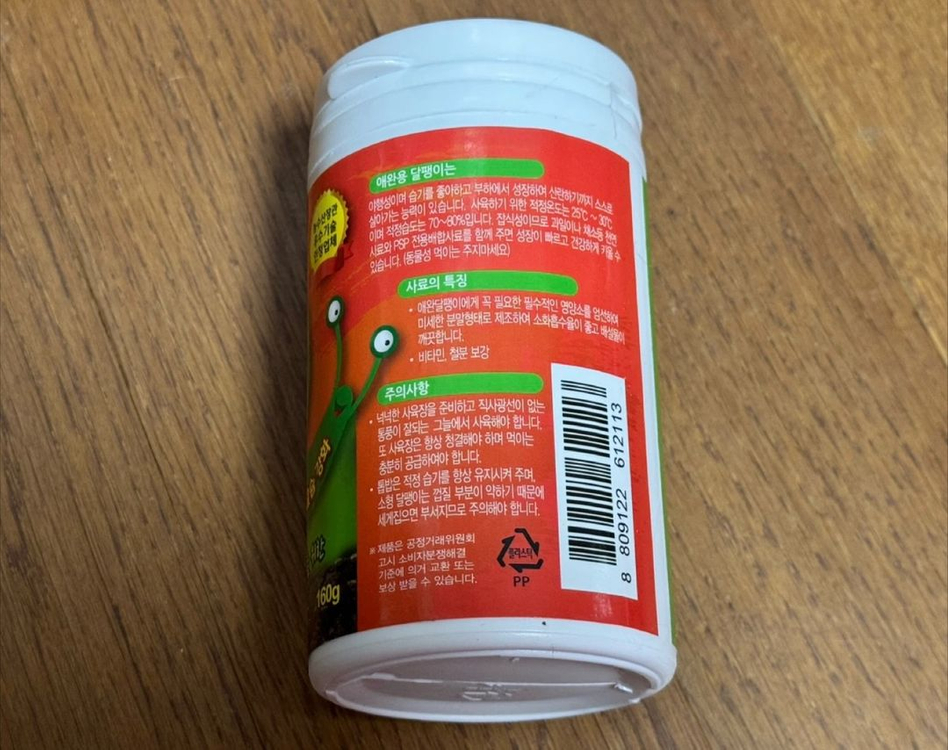 애완용 달팽이는
야행성이며 습기를 좋아하고 부하에서 성장하여 산란하기까지 스스로
살아가는 능력이 있습니다. 사육하기 위한 적정온도는 25℃ ~ 30℃
이며 적정습도는 70~80%입니다. 잡식성이므로 과일이나 채소등 천연
사료와 PSP 전용배합사료를 함께 주면 성장이 빠르고 건강하게 키울 수
있습니다. (동물성 먹이는 주지마세요)
사료의 특징
• 애완달팽이에게 꼭 필요한 필수적인 영양소를 엄선하여
미세한 분말형태로 제조하여 소화흡수율이 좋고 배설물이
깨끗합니다.
• 비타민, 철분 보강
주의사항
• 넉넉한 사육장을 준비하고 직사광선이 없는
통풍이 잘되는 그늘에서 사육해야 합니다.
또 사육장은 항상 청결해야 하며 먹이는
충분히 공급하여야 합니다.
• 톱밥은 적정 습기를 항상 유지시켜 주며,
소형 달팽이는 껍질 부분이 약하기 때문에
세게집으면 부서지므로 주의해야 합니다.
※ 제품은 공정거래위원회
고시 소비자분쟁해결
기준에 의거 교환 또는
보상 받을 수 있습니다.
플라스틱
PP
8 809122 612113
160g